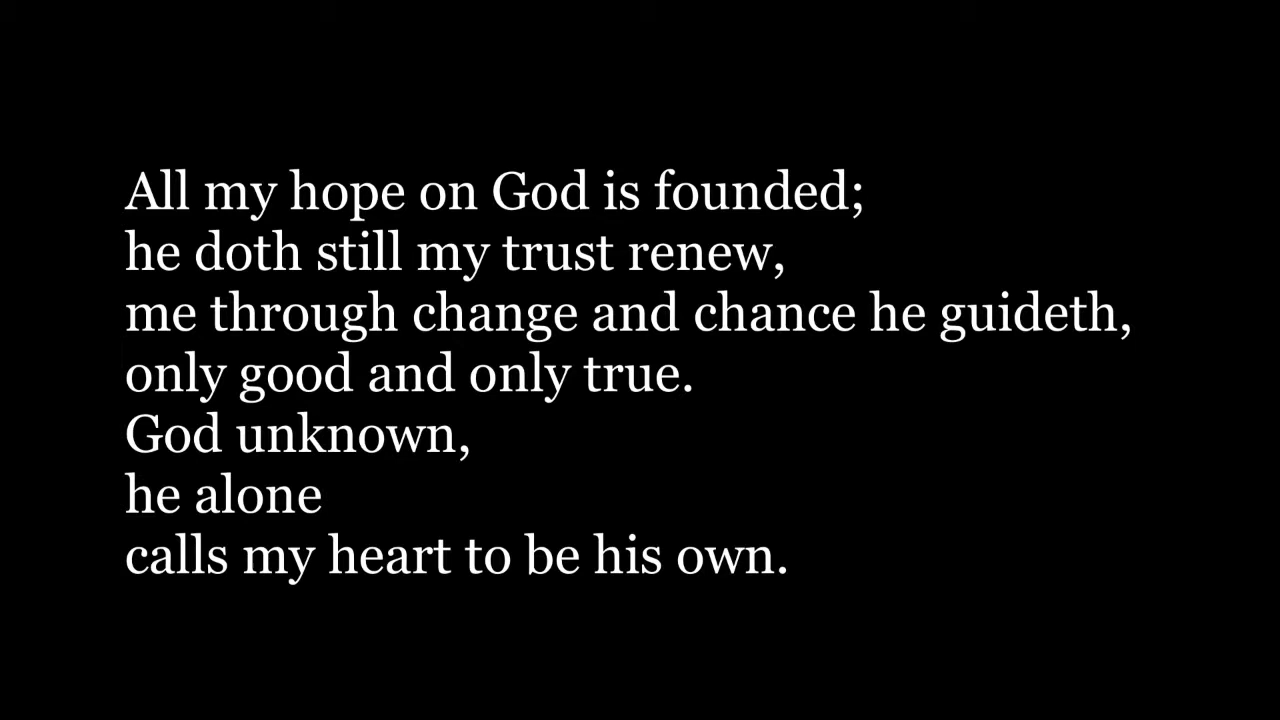 All my hope on God is founded;
he doth still my trust renew,
me through change and chance he guideth,
only good and only true.
God unknown,
he alone
calls my heart to be his own.